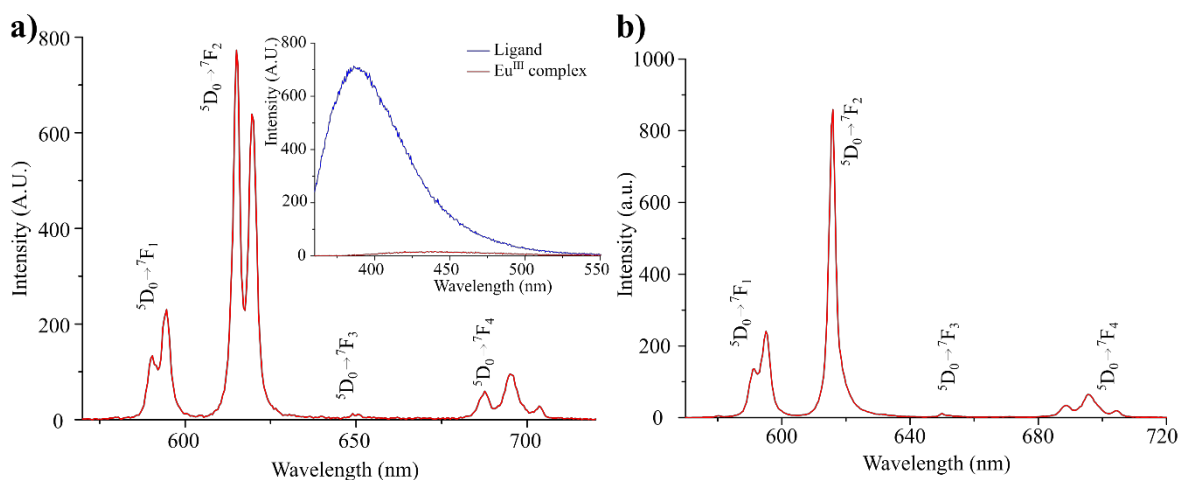 a)
Intensity (A.U.)
800
600
400
200
0
600
650
700
Wavelength (nm)
⁵D₀→⁷F₁
⁵D₀→⁷F₂
⁵D₀→⁷F₃
⁵D₀→⁷F₄
Intensity (A.U.)
800
700
600
400
200
0
400
450
500
550
Wavelength (nm)
Ligand
Euᴵᴵᴵ complex
b)
Intensity (a.u.)
1000
800
600
400
200
0
600
640
680
720
Wavelength (nm)
⁵D₀→⁷F₁
⁵D₀→⁷F₂
⁵D₀→⁷F₃
⁵D₀→⁷F₄